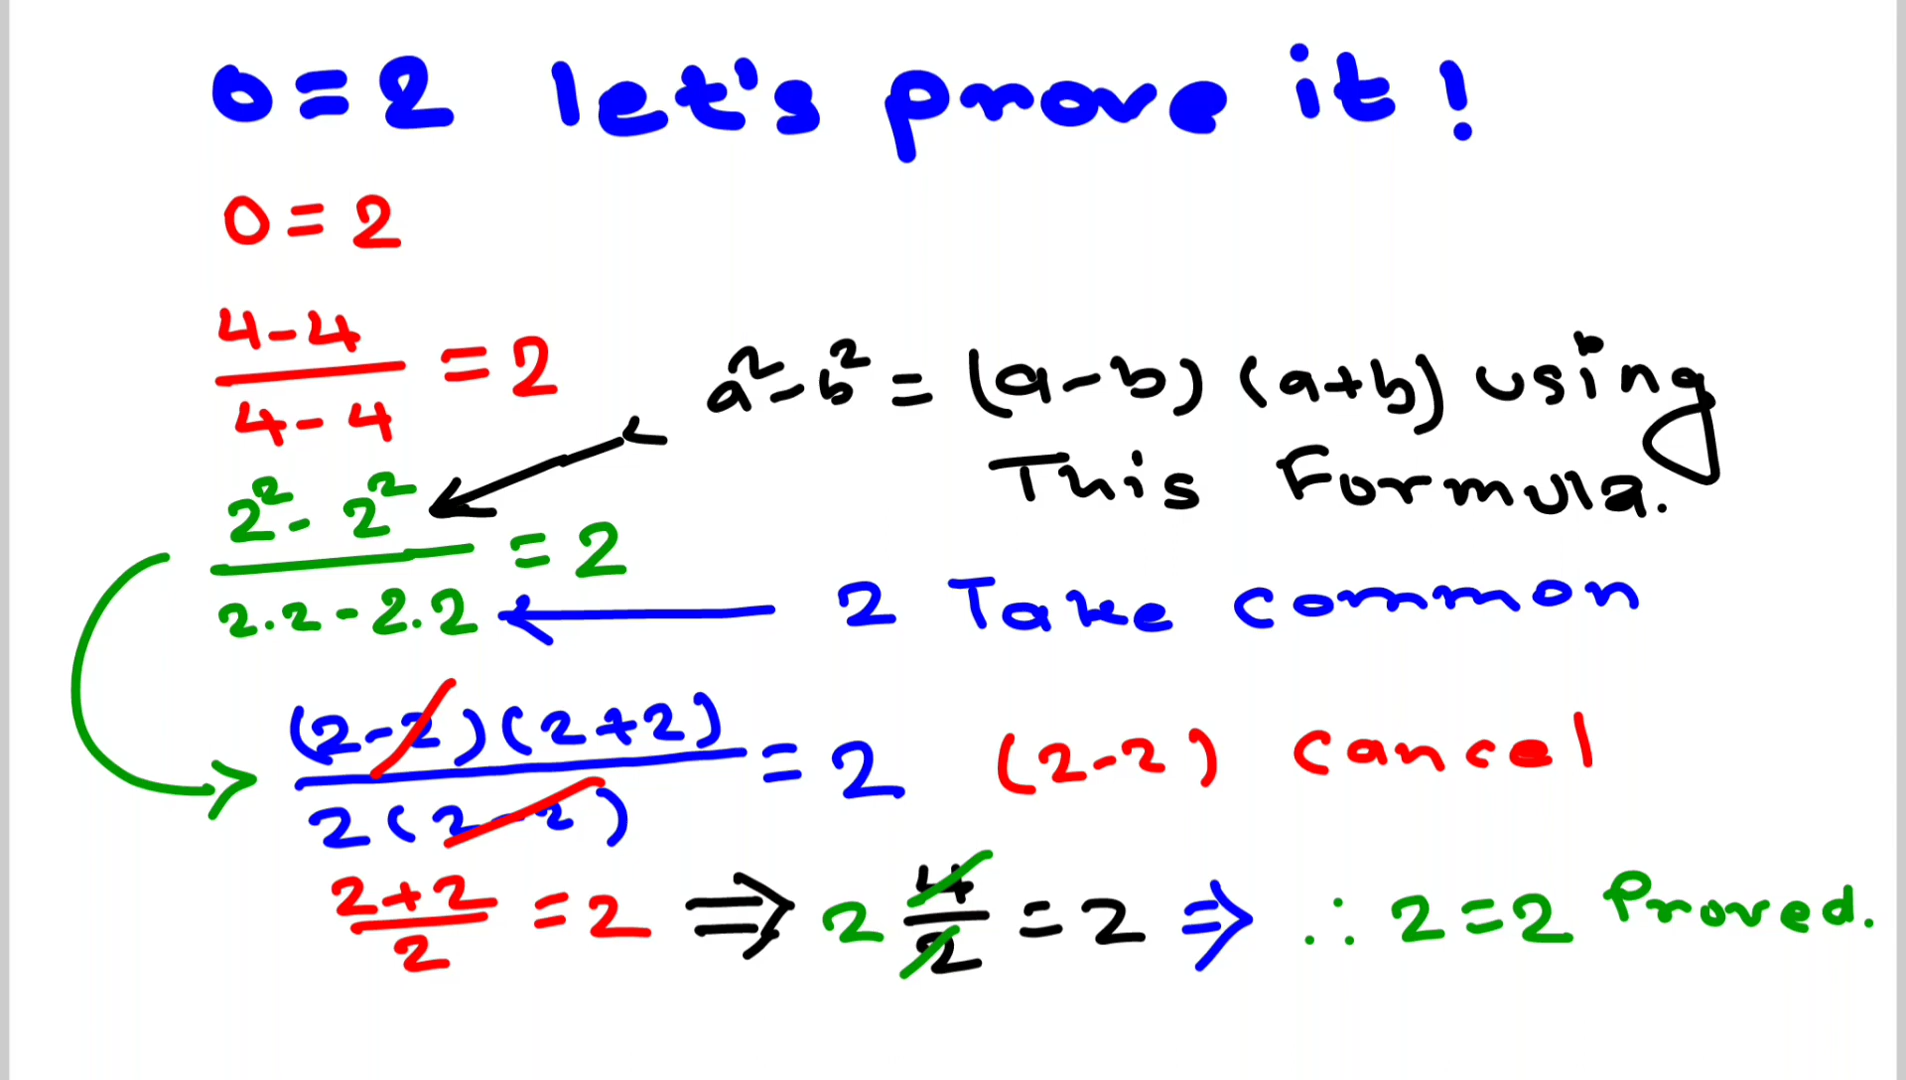 0=2 let's prove it!
0=2
4-4/4-4 = 2
a²-b² = (a-b) (a+b) using
This Formula.
2²-2²/2.2-2.2 = 2
2 Take common
(2-2)(2+2)/2(2-2) = 2 (2-2) cancel
2+2/2 = 2 ⇒ 2 4/2 = 2 ⇒ ∴ 2=2 Proved.